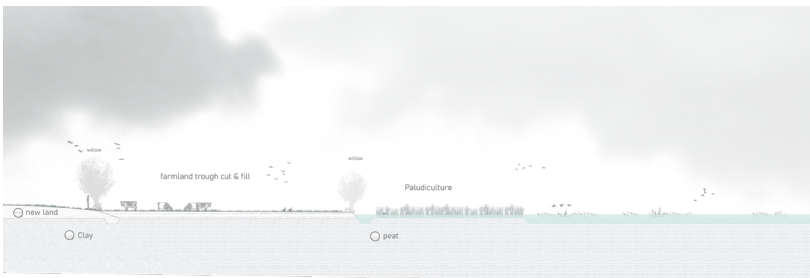 willow
willow
farmland trough cut & fill
Paludiculture
new land
Clay
peat